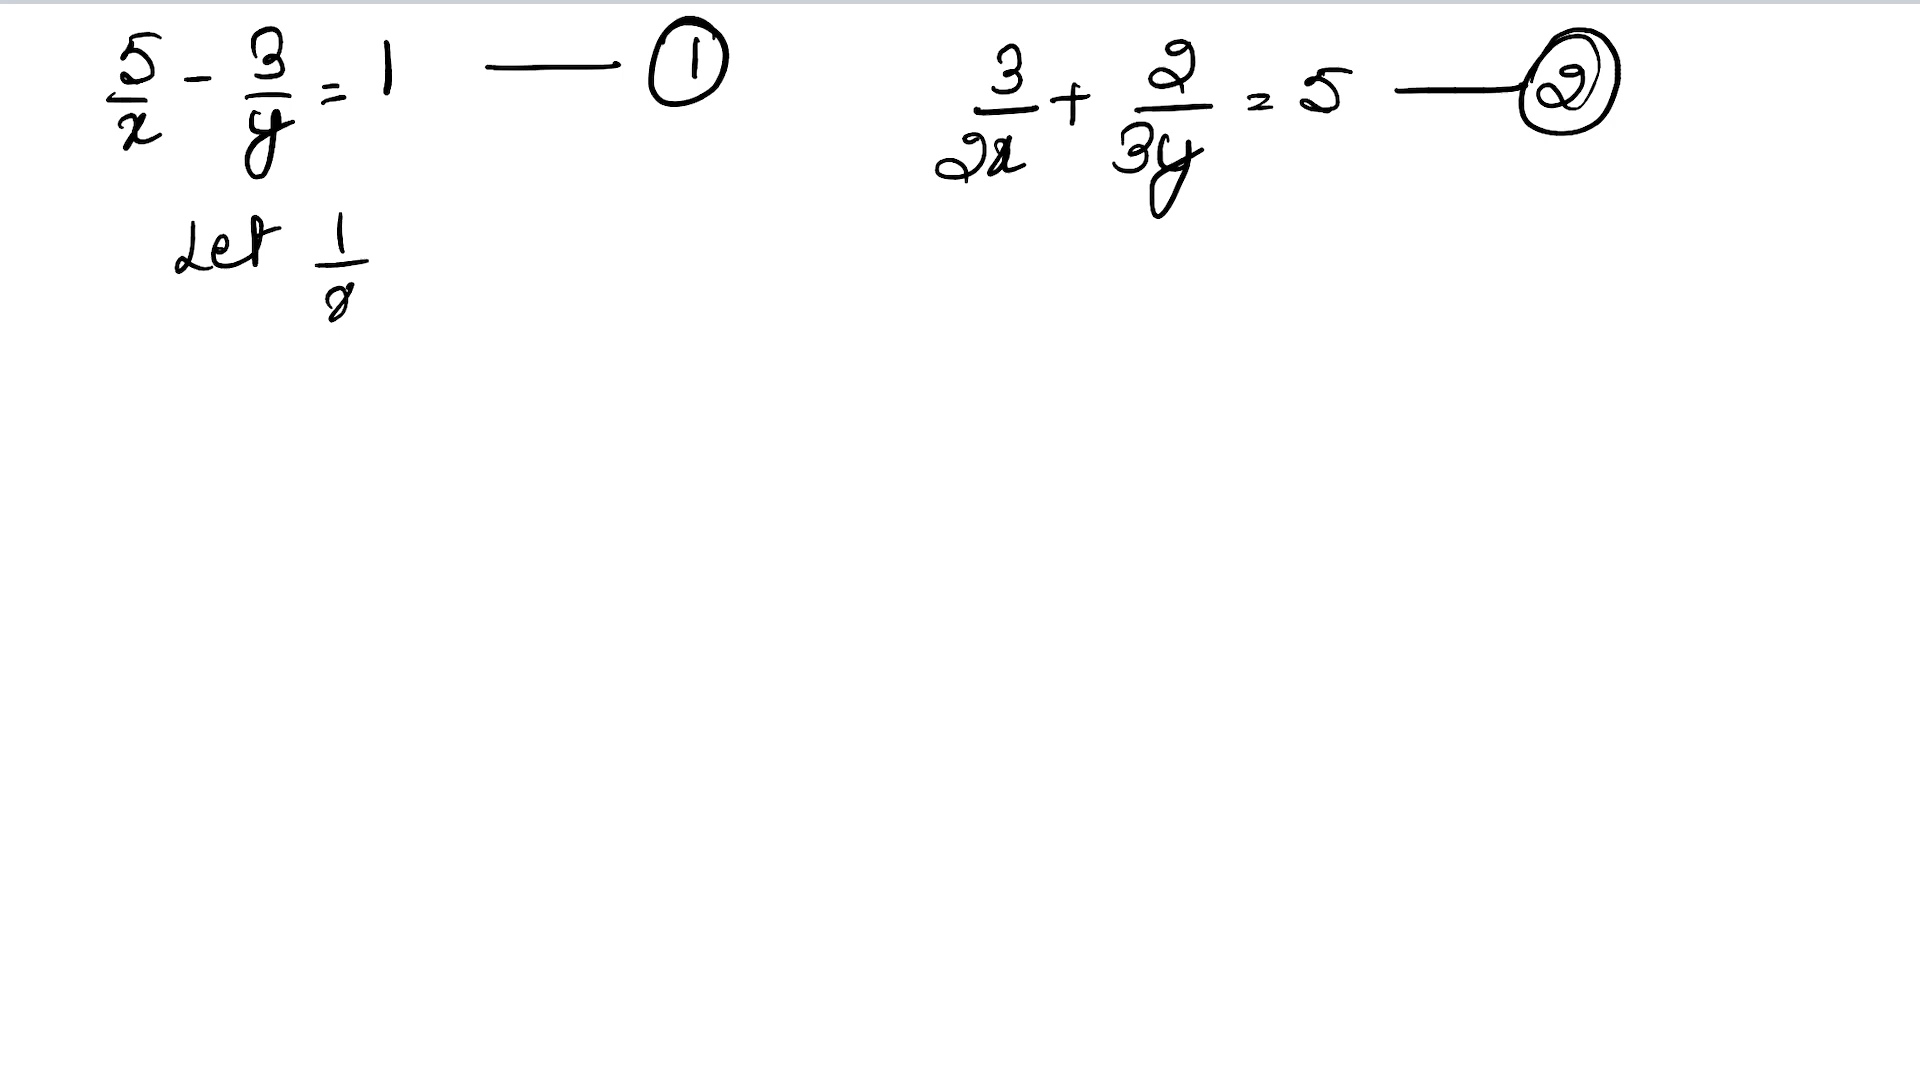 5/x - 3/y = 1 —— ① 3/2x + 2/3y = 5 —— ②
Let 1/